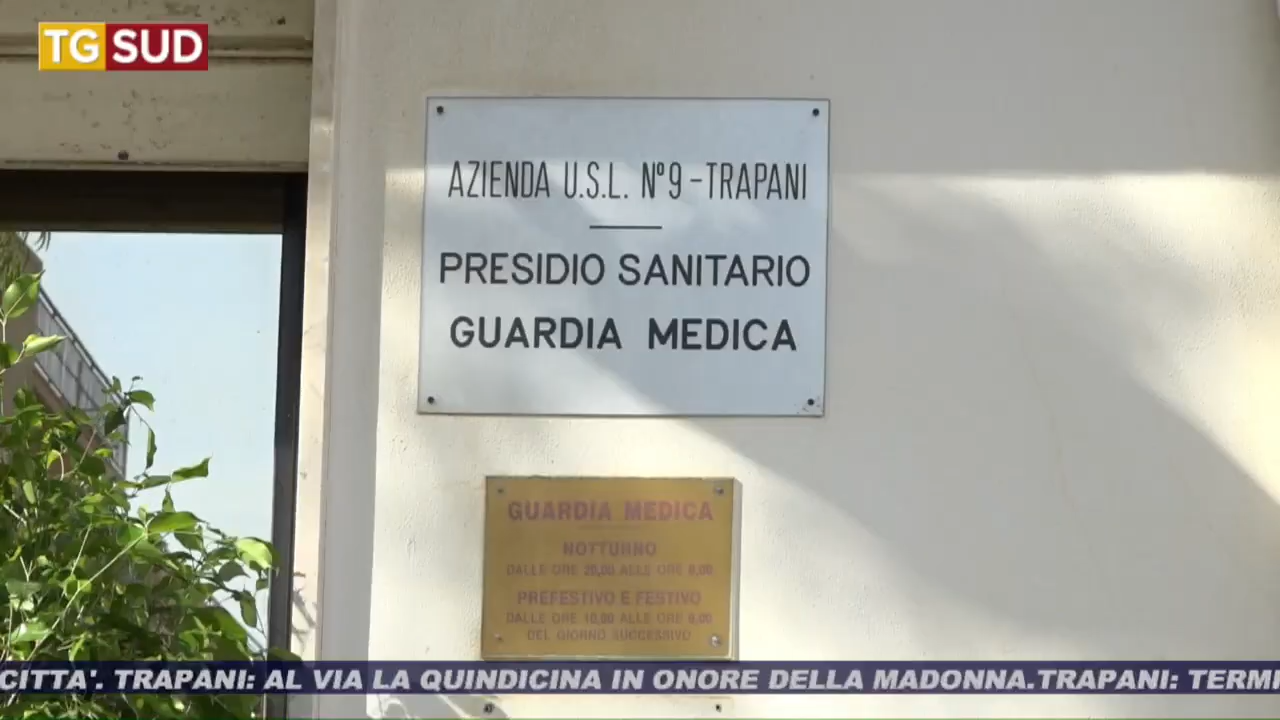 TG SUD
AZIENDA U.S.L. N°9 - TRAPANI
PRESIDIO SANITARIO
GUARDIA MEDICA
GUARDIA MEDICA
NOTTURNO
DALLE ORE 20,00 ALLE ORE 8,00
PREFESTIVO E FESTIVO
DALLE ORE 10,00 ALLE ORE 8,00
DEL GIORNO SUCCESSIVO
CITTA'. TRAPANI: AL VIA LA QUINDICINA IN ONORE DELLA MADONNA.TRAPANI: TERMI